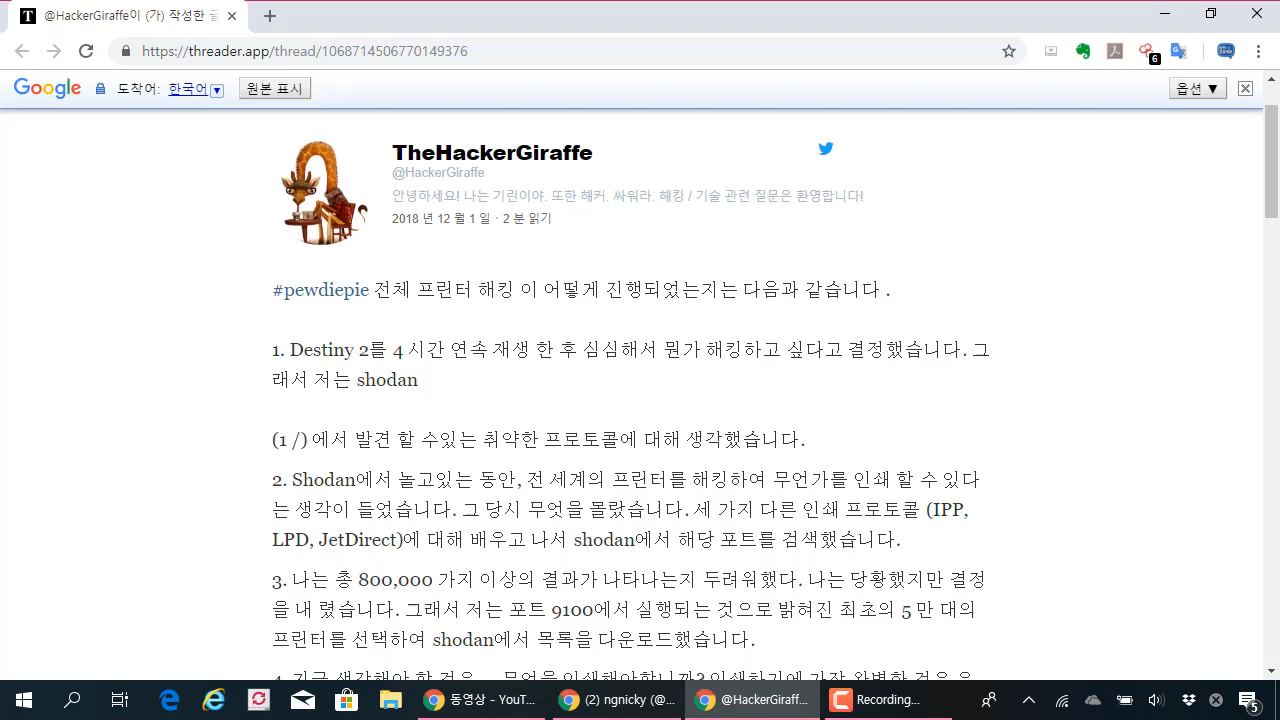 @HackerGiraffe이 (가) 작성한
https://threader.app/thread/1068714506770149376
6
Google 도착어: 한국어 원본 표시 옵션 ▼
TheHackerGiraffe
@HackerGiraffe
안녕하세요! 나는 기린이야. 또한 해커. 싸워라. 해킹 / 기술 관련 질문은 환영합니다!
2018 년 12 월 1 일 · 2 분 읽기
#pewdiepie 전체 프린터 해킹 이 어떻게 진행되었는지는 다음과 같습니다 .
1. Destiny 2를 4 시간 연속 재생 한 후 심심해서 뭔가 해킹하고 싶다고 결정했습니다. 그
래서 저는 shodan
(1 /) 에서 발견 할 수있는 취약한 프로토콜에 대해 생각했습니다.
2. Shodan에서 놀고있는 동안, 전 세계의 프린터를 해킹하여 무언가를 인쇄 할 수 있다
는 생각이 들었습니다. 그 당시 무엇을 몰랐습니다. 세 가지 다른 인쇄 프로토콜 (IPP,
LPD, JetDirect)에 대해 배우고 나서 shodan에서 해당 포트를 검색했습니다.
3. 나는 총 800,000 가지 이상의 결과가 나타나는지 두려워했다. 나는 당황했지만 결정
을 내 렸습니다. 그래서 저는 포트 9100에서 실행되는 것으로 밝혀진 최초의 5 만 대의
프린터를 선택하여 shodan에서 목록을 다운로드했습니다.
동영상 - YouT... (2) ngnicky (@... @HackerGiraff... Recording... 5